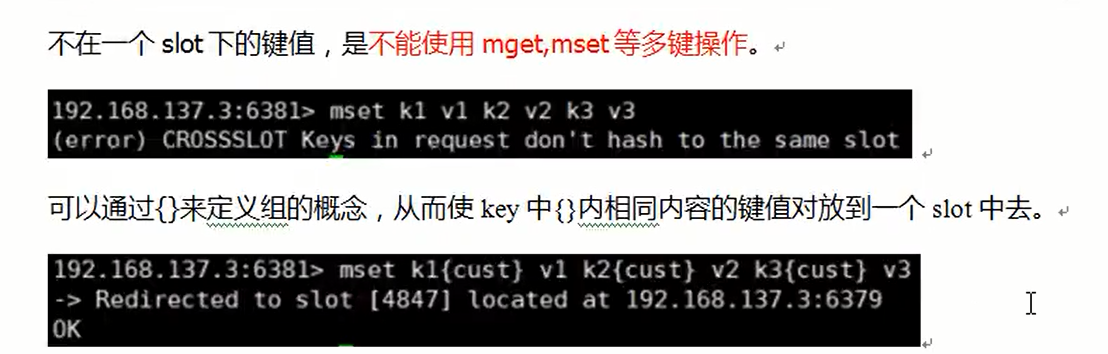 不在一个 slot 下的键值，是不能使用 mget,mset 等多键操作。
192.168.137.3:6381> mset k1 v1 k2 v2 k3 v3
(error) CROSSSLOT Keys in request don't hash to the same slot
可以通过{}来定义组的概念，从而使 key 中{}内相同内容的键值对放到一个 slot 中去。
192.168.137.3:6381> mset k1{cust} v1 k2{cust} v2 k3{cust} v3
-> Redirected to slot [4847] located at 192.168.137.3:6379
OK